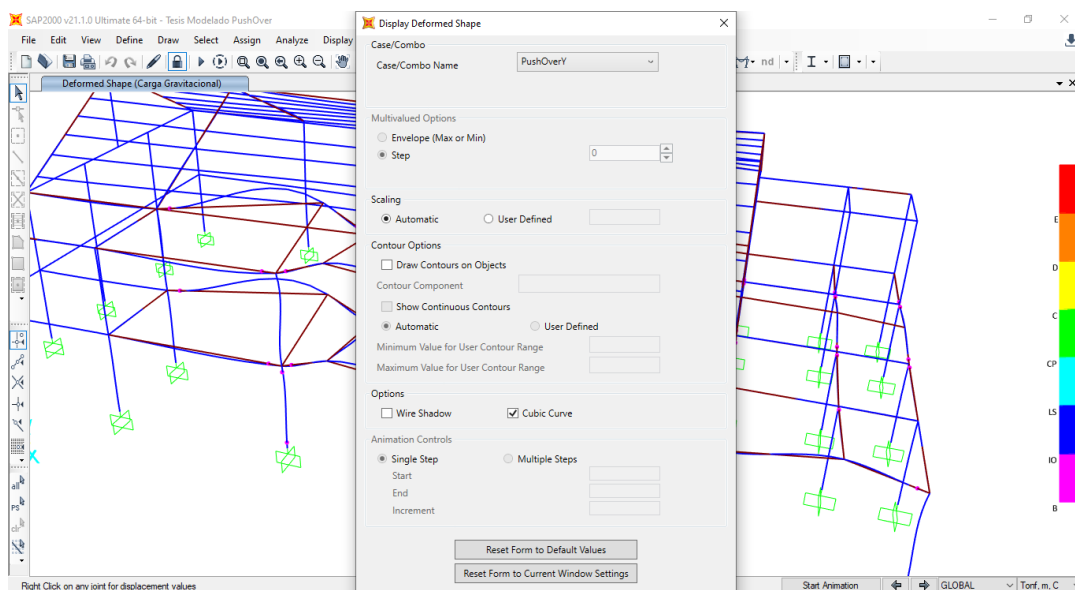 SAP2000 v21.1.0 Ultimate 64-bit - Tesis Modelado PushOver
File Edit View Define Draw Select Assign Analyze Display
nd
Deformed Shape (Carga Gravitacional)
Display Deformed Shape
Case/Combo
Case/Combo Name PushOverY
Multivalued Options
Envelope (Max or Min)
Step 0
Scaling
Automatic User Defined
Contour Options
Draw Contours on Objects
Contour Component
Show Continuous Contours
Automatic User Defined
Minimum Value for User Contour Range
Maximum Value for User Contour Range
Options
Wire Shadow Cubic Curve
Animation Controls
Single Step Multiple Steps
Start
End
Increment
Reset Form to Default Values
Reset Form to Current Window Settings
all
PS
clr
X
E
D
C
CP
LS
IO
B
Right Click on any joint for displacement values
Start Animation GLOBAL Tonf, m, C